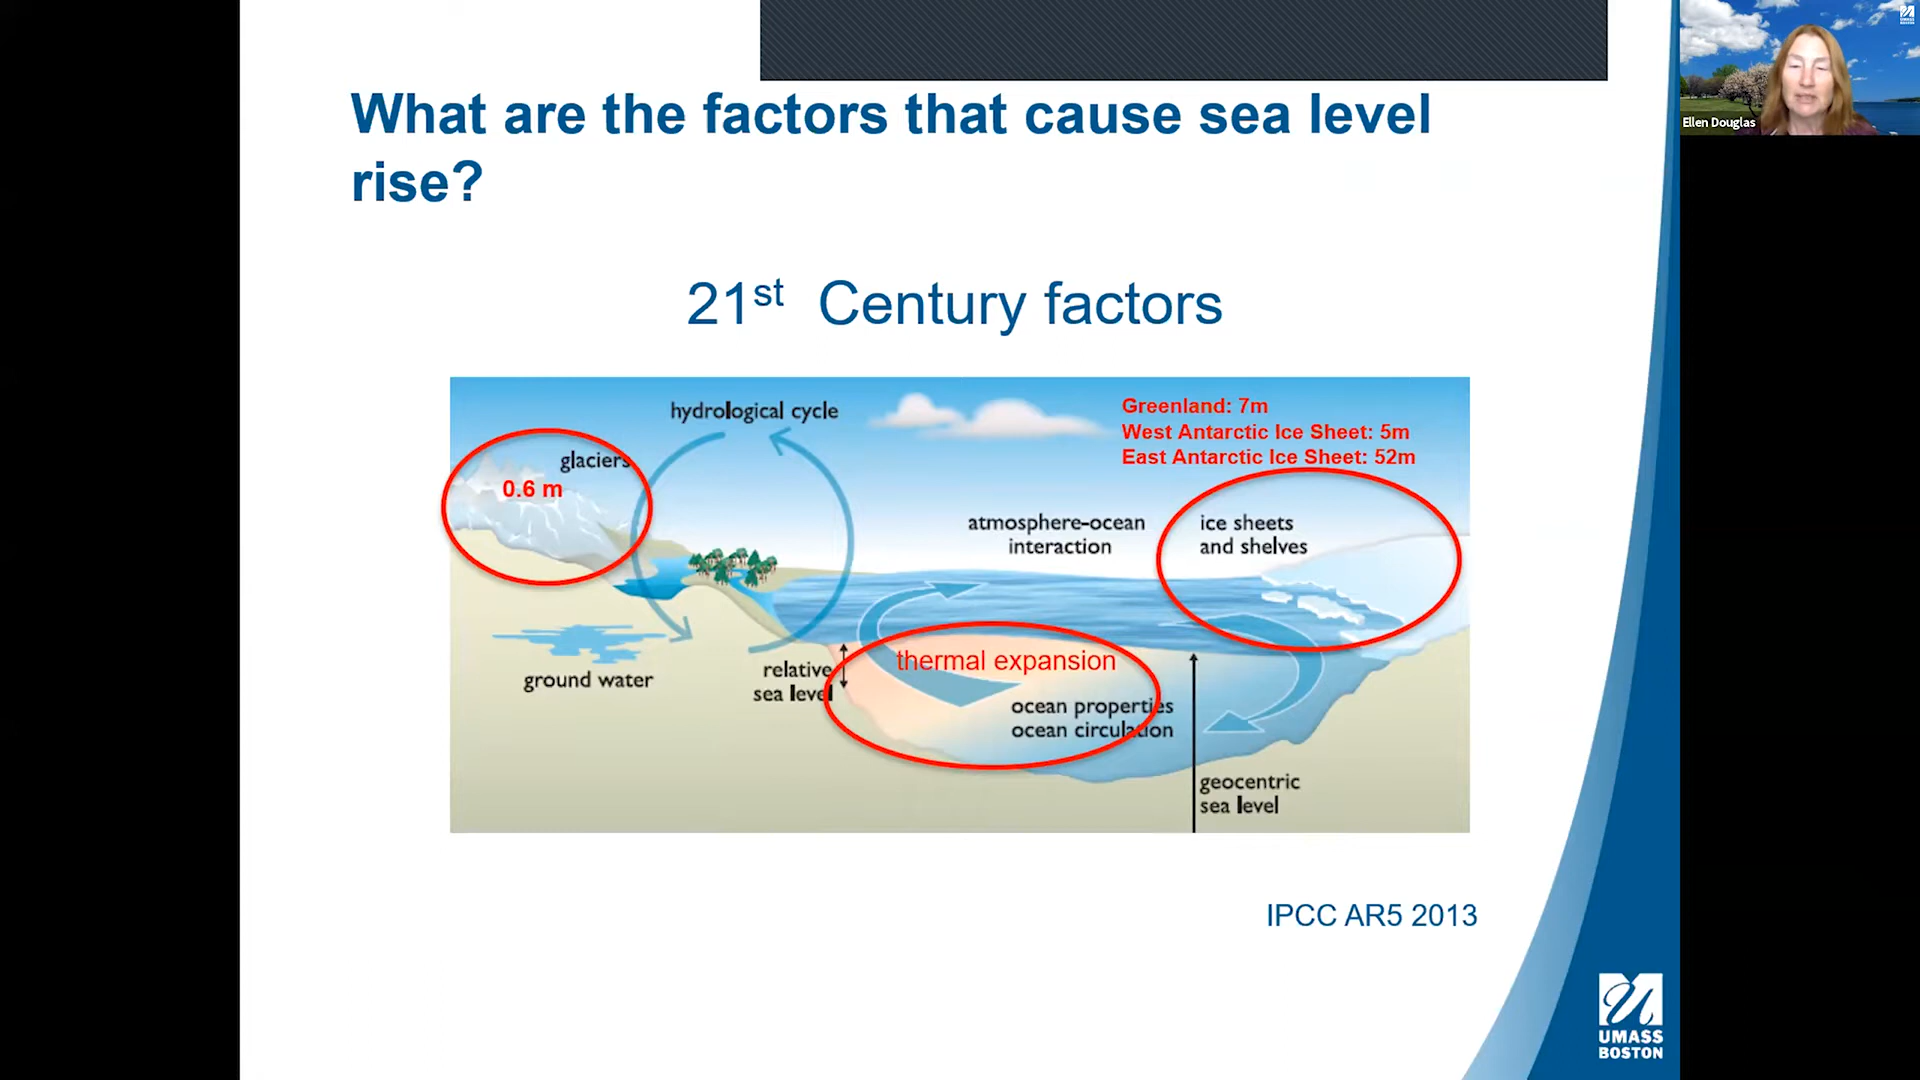 What are the factors that cause sea level
rise?
21st Century factors
hydrological cycle
glaciers
0.6 m
Greenland: 7m
West Antarctic Ice Sheet: 5m
East Antarctic Ice Sheet: 52m
atmosphere-ocean
interaction
ice sheets
and shelves
ground water
relative
sea level
thermal expansion
ocean properties
ocean circulation
geocentric
sea level
IPCC AR5 2013
UMASS
BOSTON
Ellen Douglas
UMASS
BOSTON